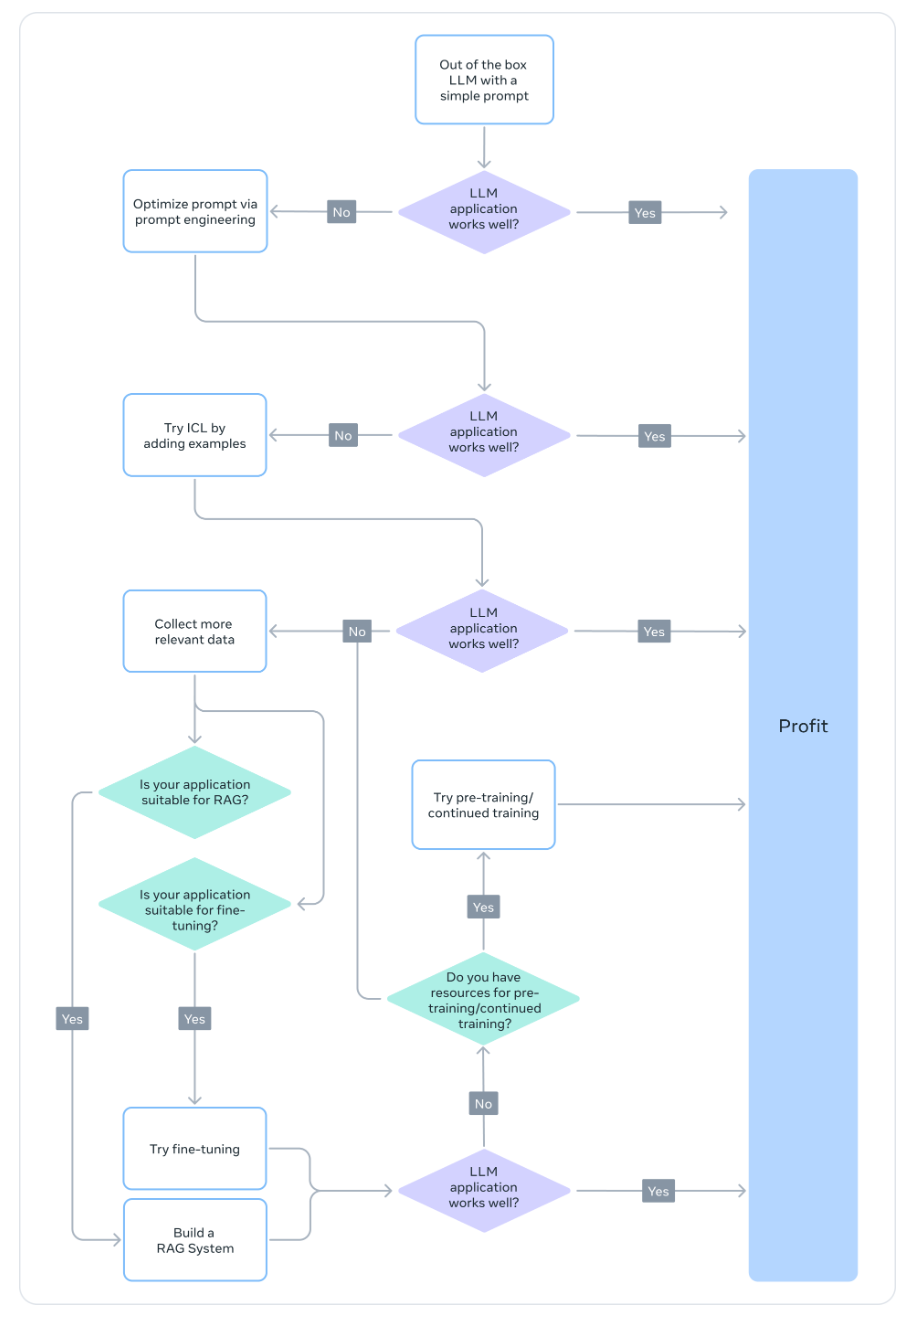 Out of the box
LLM with a
simple prompt
Optimize prompt via
prompt engineering
No
LLM
application
works well?
Yes
Try ICL by
adding examples
No
LLM
application
works well?
Yes
Collect more
relevant data
No
LLM
application
works well?
Yes
Profit
Is your application
suitable for RAG?
Try pre-training/
continued training
Is your application
suitable for fine-
tuning?
Yes
Do you have
resources for pre-
training/continued
training?
Yes
Yes
No
Try fine-tuning
LLM
application
works well?
Yes
Build a
RAG System